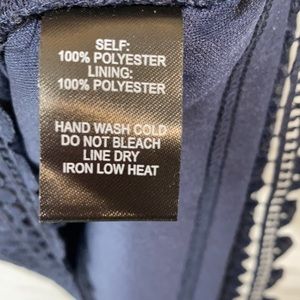 SELF:
100% POLYESTER
LINING:
100% POLYESTER
HAND WASH COLD
DO NOT BLEACH
LINE DRY
IRON LOW HEAT